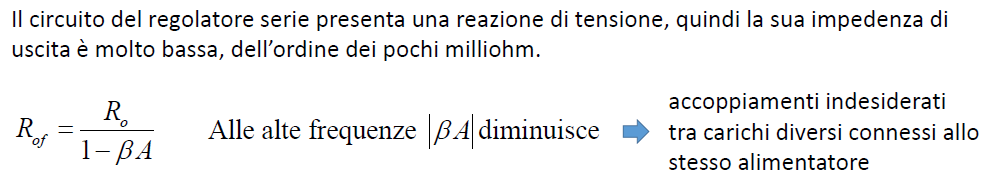 Il circuito del regolatore serie presenta una reazione di tensione, quindi la sua impedenza di
uscita è molto bassa, dell’ordine dei pochi milliohm.
R_{of} = \frac{R_o}{1-\beta A}
Alle alte frequenze |βA| diminuisce
accoppiamenti indesiderati
tra carichi diversi connessi allo
stesso alimentatore